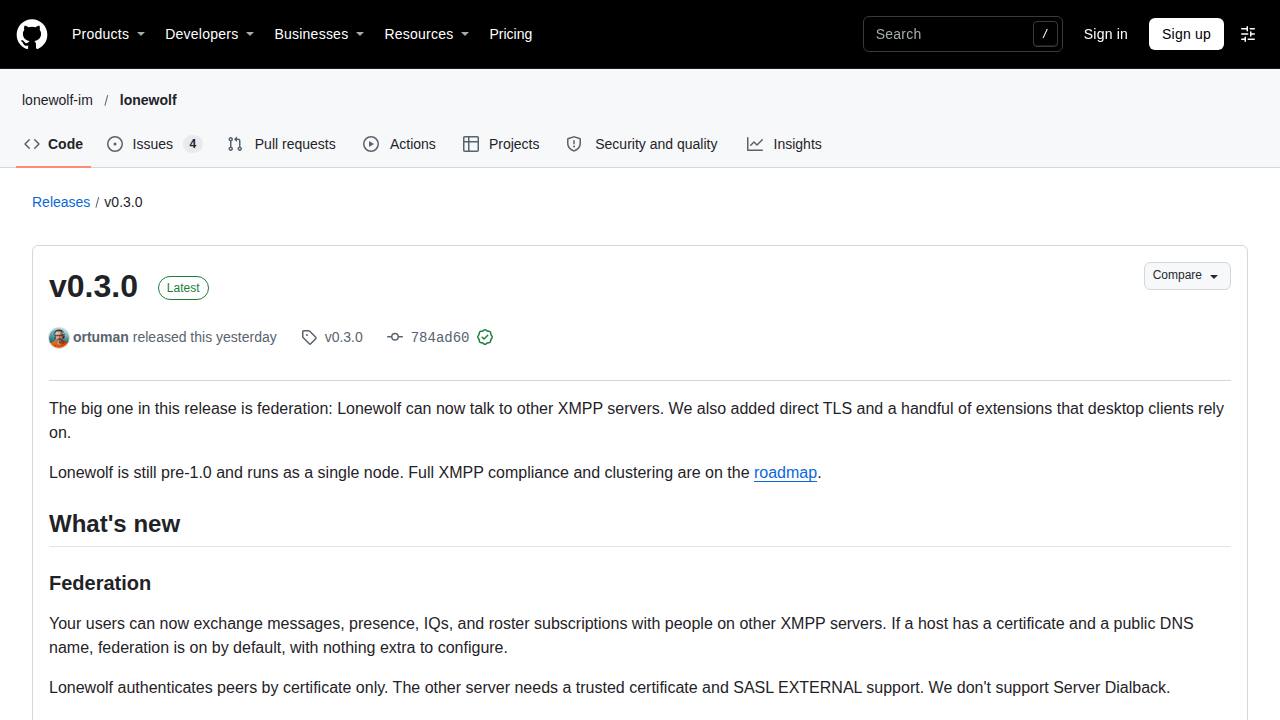 Products Developers Businesses Resources Pricing Search / Sign in Sign up
lonewolf-im / lonewolf
Code Issues 4 Pull requests Actions Projects Security and quality Insights
Releases / v0.3.0
v0.3.0 Latest Compare
ortuman released this yesterday v0.3.0 784ad60
The big one in this release is federation: Lonewolf can now talk to other XMPP servers. We also added direct TLS and a handful of extensions that desktop clients rely
on.
Lonewolf is still pre-1.0 and runs as a single node. Full XMPP compliance and clustering are on the roadmap.
What's new
Federation
Your users can now exchange messages, presence, IQs, and roster subscriptions with people on other XMPP servers. If a host has a certificate and a public DNS
name, federation is on by default, with nothing extra to configure.
Lonewolf authenticates peers by certificate only. The other server needs a trusted certificate and SASL EXTERNAL support. We don't support Server Dialback.